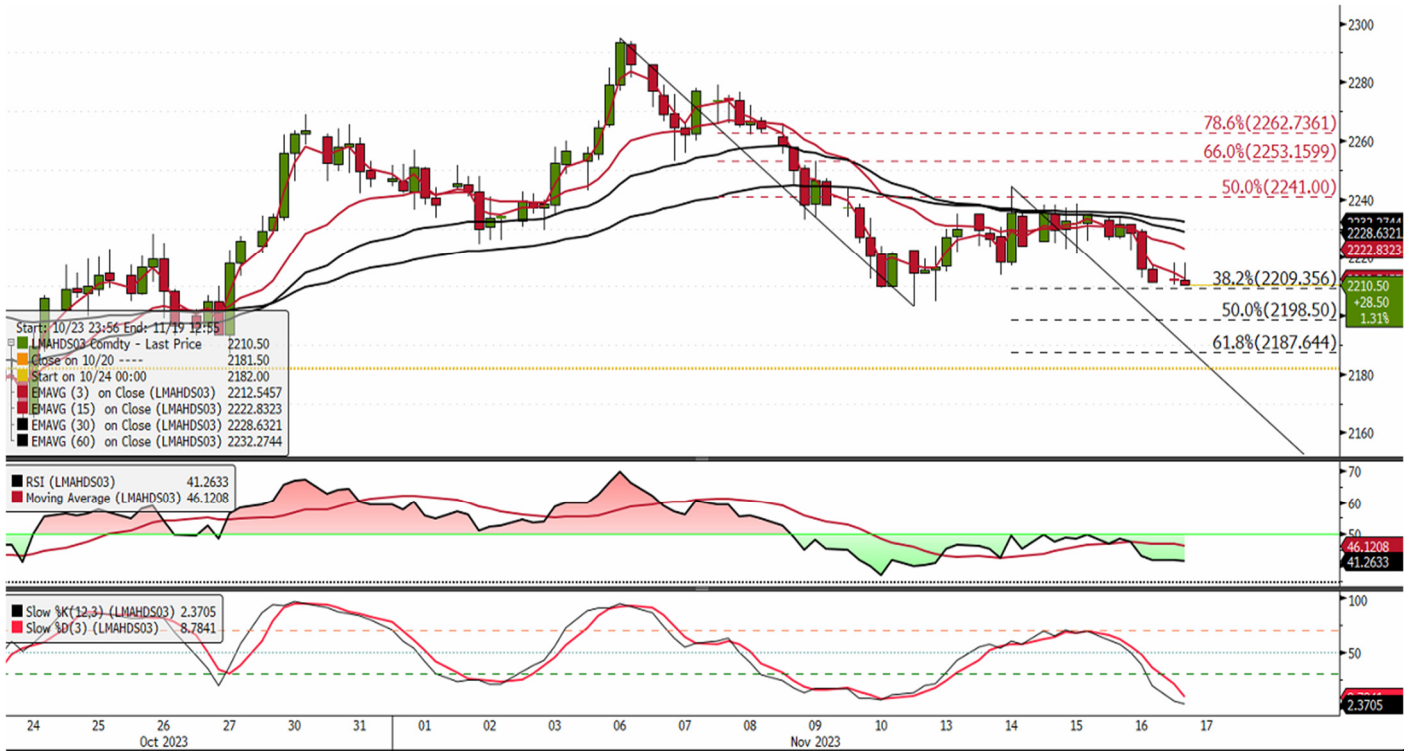 2300
2280
78.6%(2262.7361)
2260
66.0%(2253.1599)
50.0%(2241.00)
2240
2232.2744
2228.6321
2222.8323
2220
38.2%(2209.356)
2210.50
+28.50
1.31%
50.0%(2198.50)
61.8%(2187.644)
2180
2160
Start: 10/23 23:56 End: 11/19 12:55
LMAHDS03 Comdty - Last Price 2210.50
Close on 10/20 ---- 2181.50
Start on 10/24 00:00 2182.00
EMAVG (3) on Close (LMAHDS03) 2212.5457
EMAVG (15) on Close (LMAHDS03) 2222.8323
EMAVG (30) on Close (LMAHDS03) 2228.6321
EMAVG (60) on Close (LMAHDS03) 2232.2744
RSI (LMAHDS03) 41.2633
Moving Average (LMAHDS03) 46.1208
70
60
50
46.1208
41.2633
Slow %K(12,3) (LMAHDS03) 2.3705
Slow %D(3) (LMAHDS03) 8.7841
100
50
2.3705
24 25 26 27 30 31 01 02 03 06 07 08 09 10 13 14 15 16 17
Oct 2023 Nov 2023